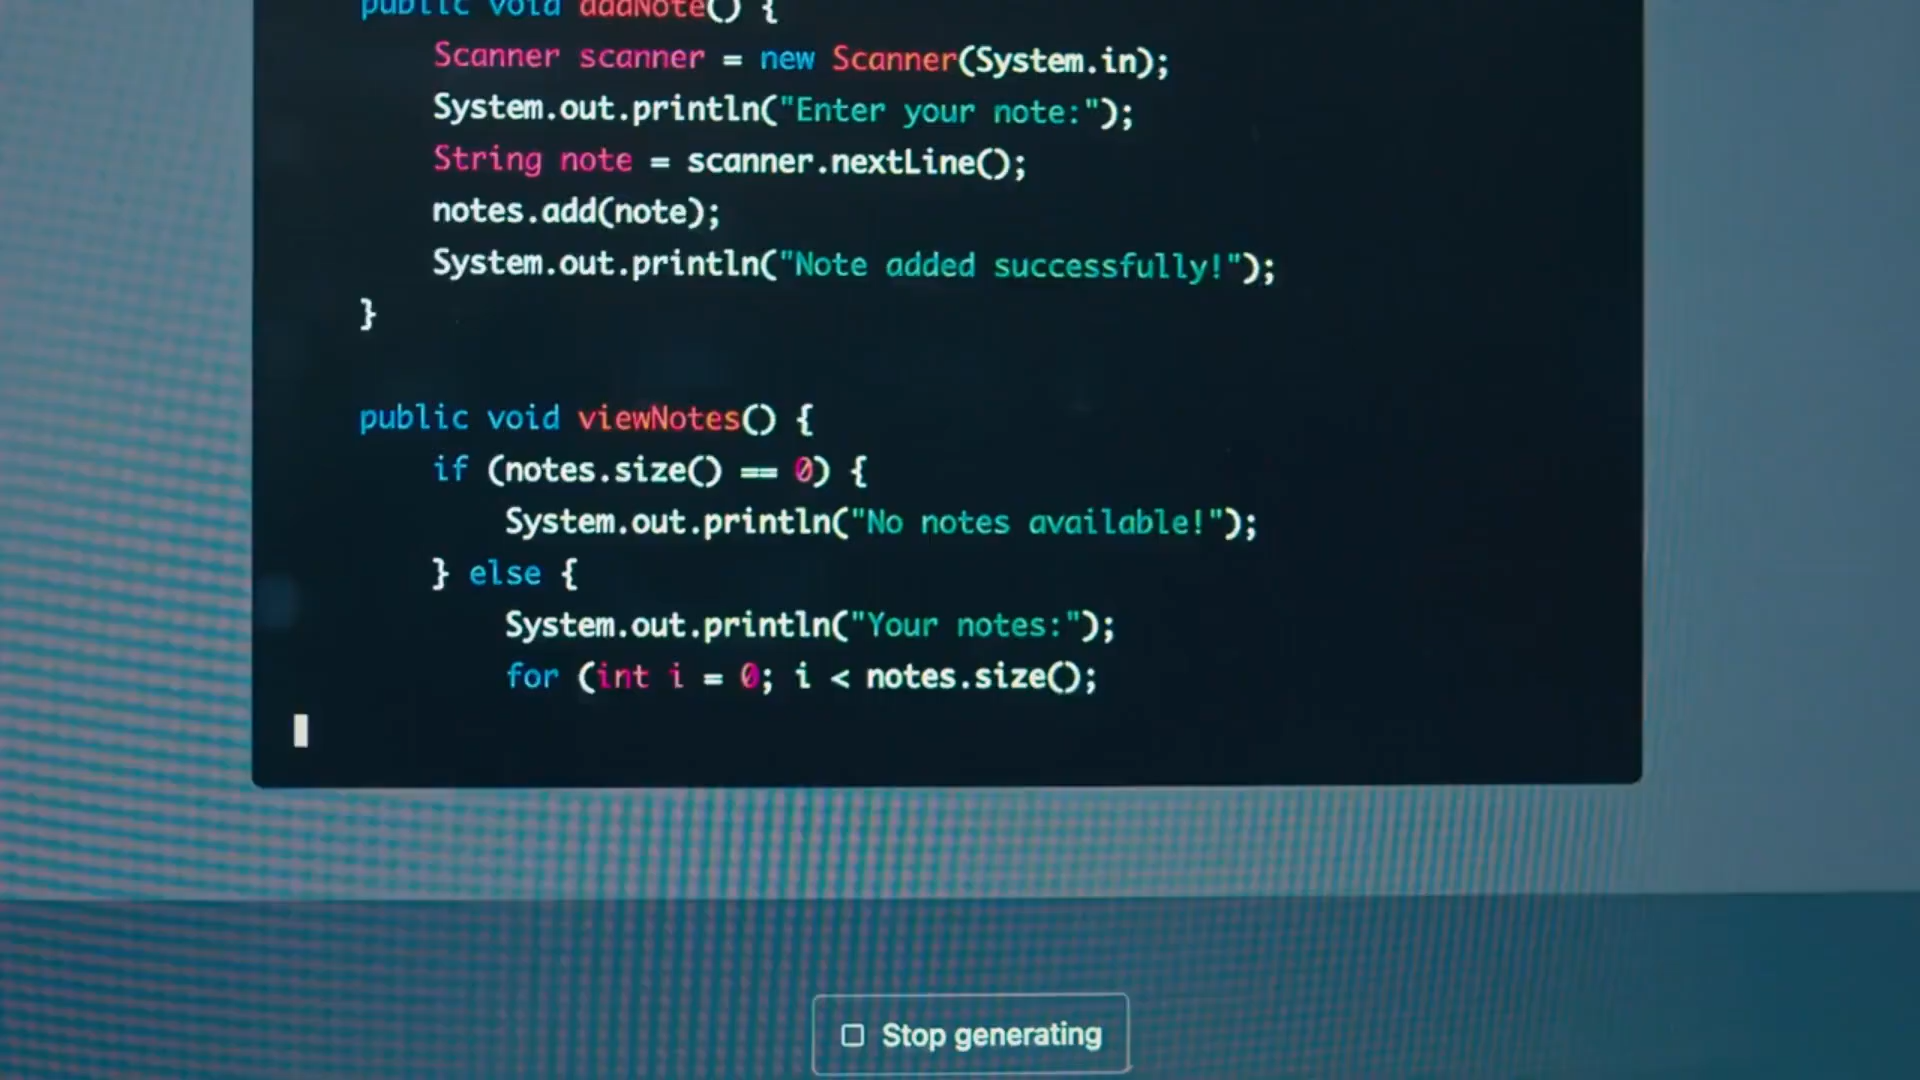 public void addNote() {
Scanner scanner = new Scanner(System.in);
System.out.println("Enter your note:");
String note = scanner.nextLine();
notes.add(note);
System.out.println("Note added successfully!");
}
public void viewNotes() {
if (notes.size() == 0) {
System.out.println("No notes available!");
} else {
System.out.println("Your notes:");
for (int i = 0; i < notes.size();
Stop generating